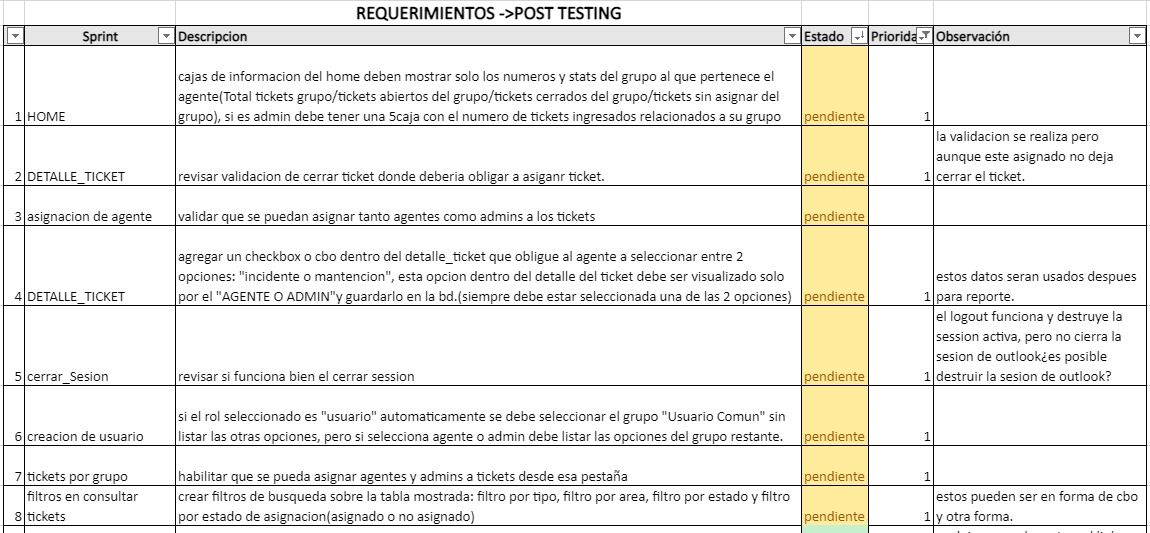 REQUERIMIENTOS ->POST TESTING
Sprint Descripcion Estado Priorida Observación
cajas de informacion del home deben mostrar solo los numeros y stats del grupo al que pertenece el
agente(Total tickets grupo/tickets abiertos del grupo/tickets cerrados del grupo/tickets sin asignar del
1 HOME grupo), si es admin debe tener una 5caja con el numero de tickets ingresados relacionados a su grupo pendiente 1
la validacion se realiza pero
aunque este asignado no deja
2 DETALLE_TICKET revisar validacion de cerrar ticket donde deberia obligar a asiganr ticket. pendiente 1 cerrar el ticket.
3 asignacion de agente validar que se puedan asignar tanto agentes como admins a los tickets pendiente
agregar un checkbox o cbo dentro del detalle_ticket que obligue al agente a seleccionar entre 2
opciones: "incidente o mantencion", esta opcion dentro del detalle del ticket debe ser visualizado solo estos datos seran usados despues
4 DETALLE_TICKET por el "AGENTE O ADMIN"y guardarlo en la bd.(siempre debe estar seleccionada una de las 2 opciones) pendiente 1 para reporte.
el logout funciona y destruye la
session activa, pero no cierra la
sesion de outlook¿es posible
5 cerrar_Sesion revisar si funciona bien el cerrar session pendiente 1 destruir la sesion de outlook?
si el rol seleccionado es "usuario" automaticamente se debe seleccionar el grupo "Usuario Comun" sin
6 creacion de usuario listar las otras opciones, pero si selecciona agente o admin debe listar las opciones del grupo restante. pendiente 1
7 tickets por grupo habilitar que se pueda asignar agentes y admins a tickets desde esa pestaña pendiente 1
filtros en consultar crear filtros de busqueda sobre la tabla mostrada: filtro por tipo, filtro por area, filtro por estado y filtro estos pueden ser en forma de cbo
8 tickets por estado de asignacion(asignado o no asignado) pendiente 1 y otra forma.